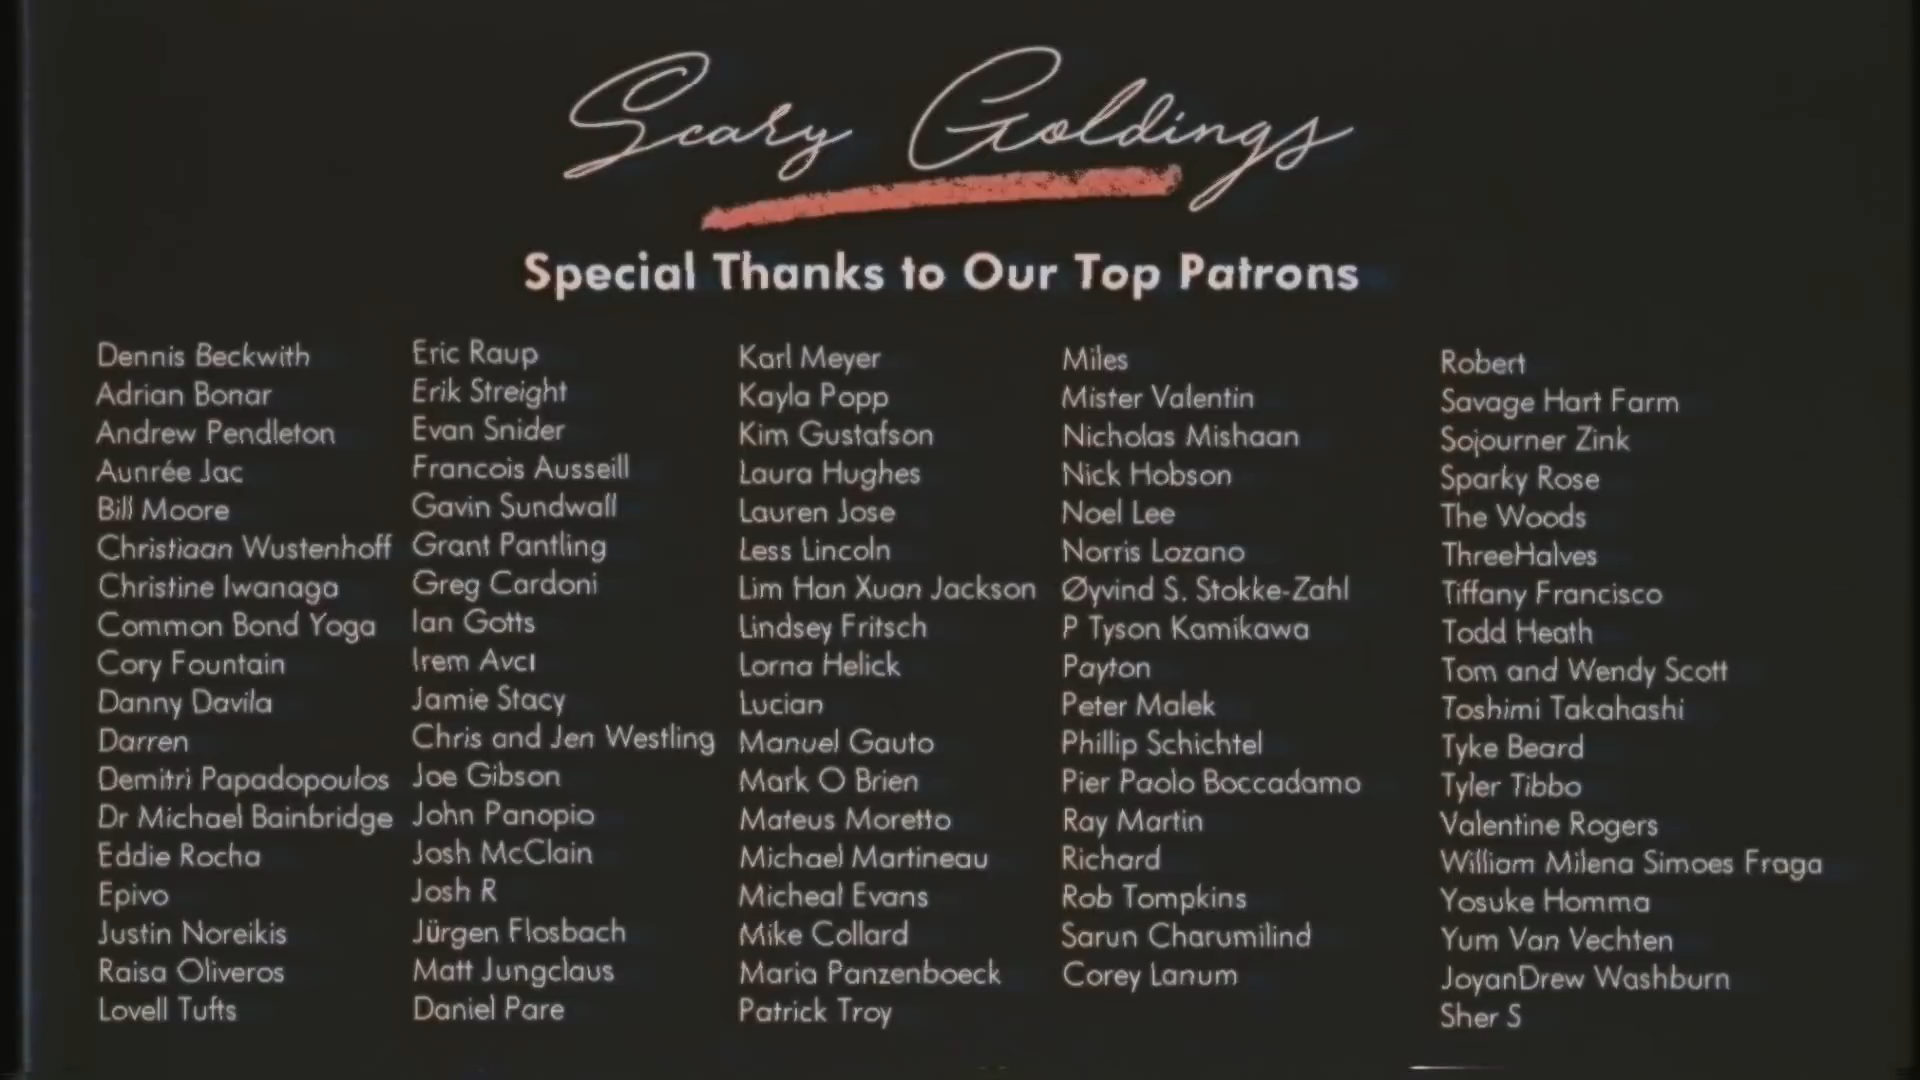 Scary Goldings
Special Thanks to Our Top Patrons
Dennis Beckwith
Adrian Bonar
Andrew Pendleton
Aunrée Jac
Bill Moore
Christiaan Wustenhoff
Christine Iwanaga
Common Bond Yoga
Cory Fountain
Danny Davila
Darren
Demitri Papadopoulos
Dr Michael Bainbridge
Eddie Rocha
Epivo
Justin Noreikis
Raisa Oliveros
Lovell Tufts
Eric Raup
Erik Streight
Evan Snider
Francois Ausseill
Gavin Sundwall
Grant Pantling
Greg Cardoni
Ian Gotts
Irem Avcı
Jamie Stacy
Chris and Jen Westling
Joe Gibson
John Panopio
Josh McClain
Josh R
Jürgen Flosbach
Matt Jungclaus
Daniel Pare
Karl Meyer
Kayla Popp
Kim Gustafson
Laura Hughes
Lauren Jose
Less Lincoln
Lim Han Xuan Jackson
Lindsey Fritsch
Lorna Helick
Lucian
Manuel Gauto
Mark O Brien
Mateus Moretto
Michael Martineau
Micheal Evans
Mike Collard
Maria Panzenboeck
Patrick Troy
Miles
Mister Valentin
Nicholas Mishaan
Nick Hobson
Noel Lee
Norris Lozano
Øyvind S. Stokke-Zahl
P Tyson Kamikawa
Payton
Peter Malek
Phillip Schichtel
Pier Paolo Boccadamo
Ray Martin
Richard
Rob Tompkins
Sarun Charumilind
Corey Lanum
Robert
Savage Hart Farm
Sojourner Zink
Sparky Rose
The Woods
ThreeHalves
Tiffany Francisco
Todd Heath
Tom and Wendy Scott
Toshimi Takahashi
Tyke Beard
Tyler Tibbo
Valentine Rogers
William Milena Simoes Fraga
Yosuke Homma
Yum Van Vechten
JoyanDrew Washburn
Sher S